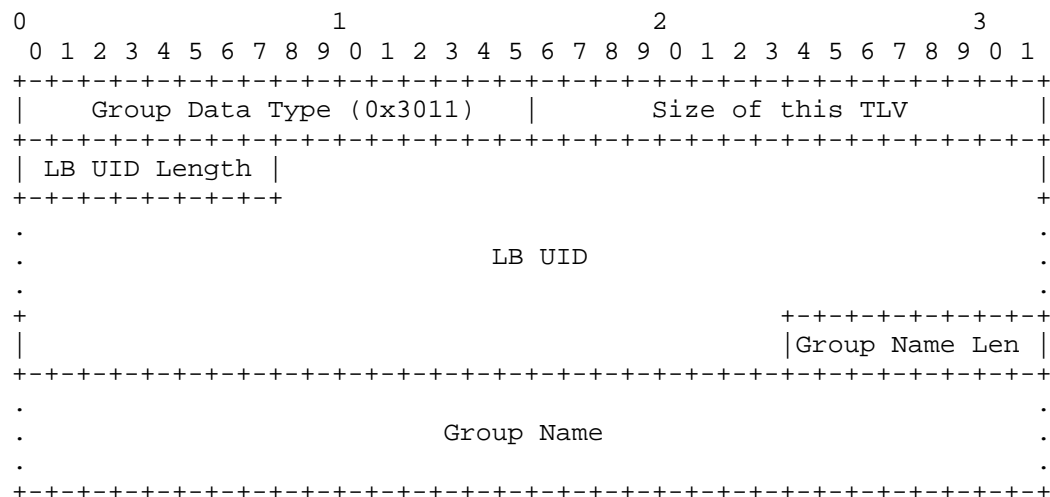 0                   1                   2                   3
 0 1 2 3 4 5 6 7 8 9 0 1 2 3 4 5 6 7 8 9 0 1 2 3 4 5 6 7 8 9 0 1
+-+-+-+-+-+-+-+-+-+-+-+-+-+-+-+-+-+-+-+-+-+-+-+-+-+-+-+-+-+-+-+-+
|    Group Data Type (0x3011)   |       Size of this TLV        |
+-+-+-+-+-+-+-+-+-+-+-+-+-+-+-+-+-+-+-+-+-+-+-+-+-+-+-+-+-+-+-+-+
| LB UID Length |                                               |
+-+-+-+-+-+-+-+-+                                               +
.                                                               .
.                             LB UID                            .
.                                                               .
+                                               +-+-+-+-+-+-+-+-+
|                                               |Group Name Len |
+-+-+-+-+-+-+-+-+-+-+-+-+-+-+-+-+-+-+-+-+-+-+-+-+-+-+-+-+-+-+-+-+
.                                                               .
.                          Group Name                           .
.                                                               .
+-+-+-+-+-+-+-+-+-+-+-+-+-+-+-+-+-+-+-+-+-+-+-+-+-+-+-+-+-+-+-+-+